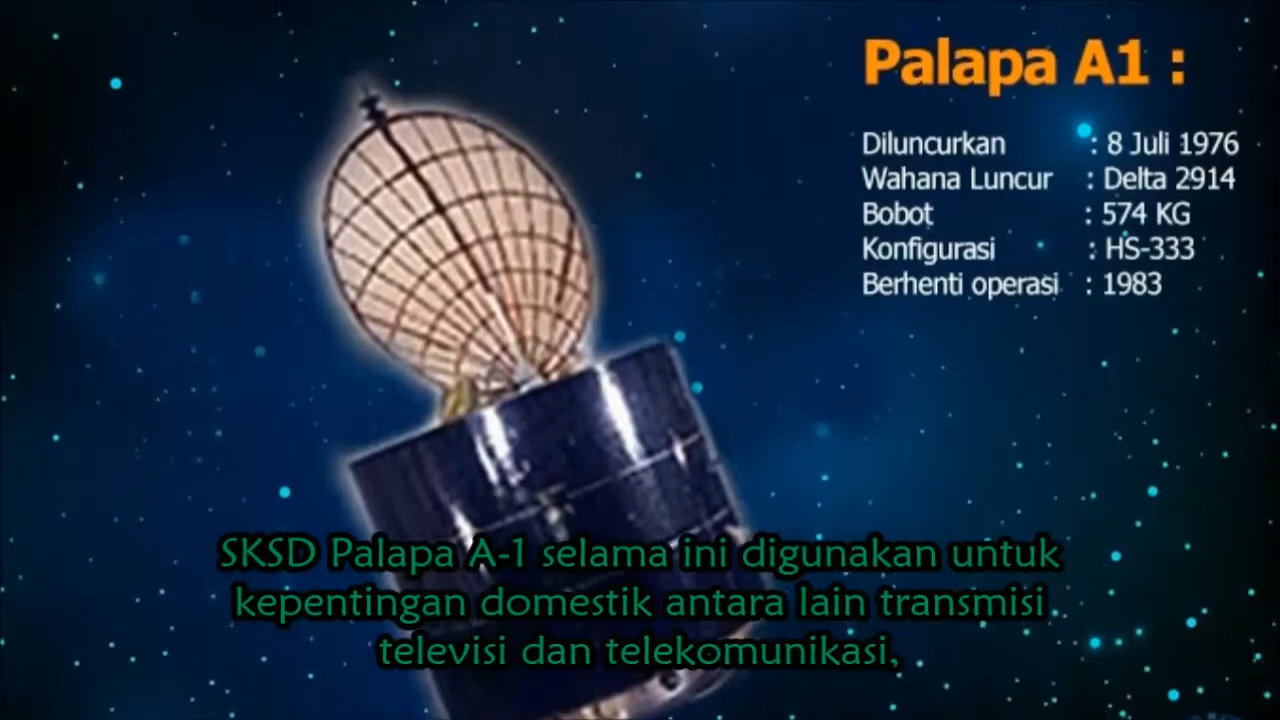 Palapa A1 :
Diluncurkan : 8 Juli 1976
Wahana Luncur : Delta 2914
Bobot : 574 KG
Konfigurasi : HS-333
Berhenti operasi : 1983
SKSD Palapa A-1 selama ini digunakan untuk
kepentingan domestik antara lain transmisi
televisi dan telekomunikasi,